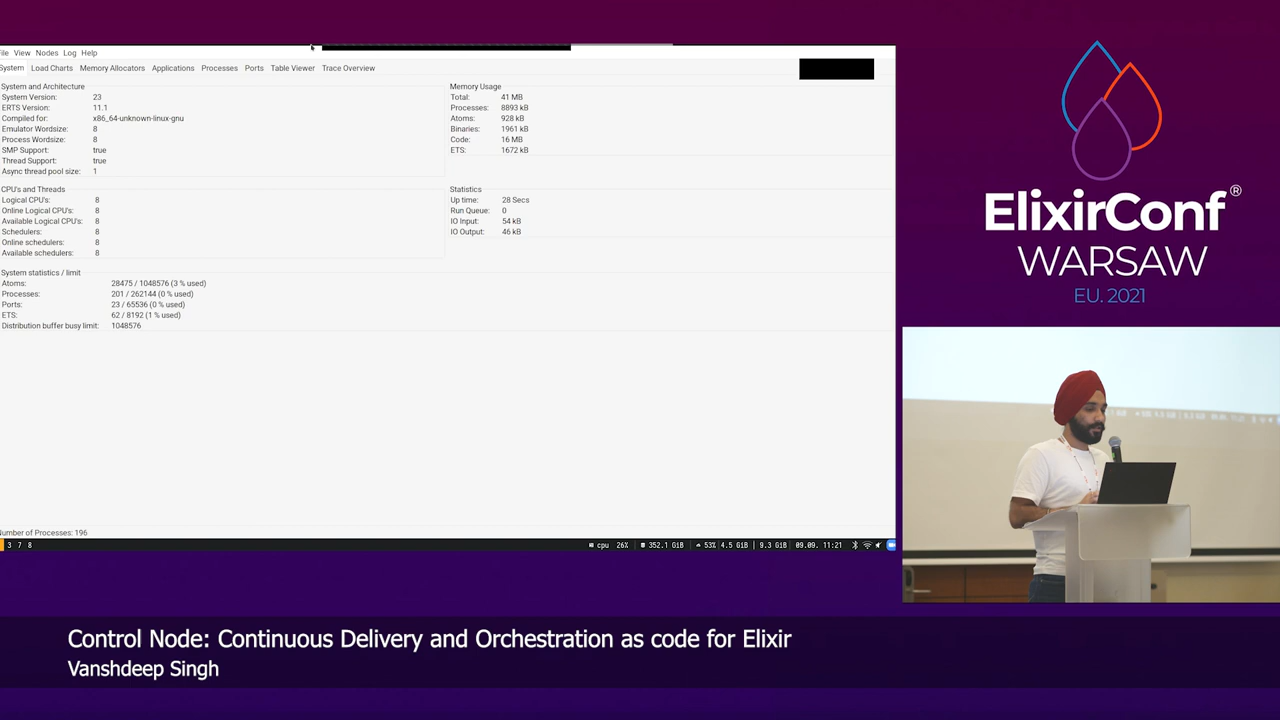 ile View Nodes Log Help
System Load Charts Memory Allocators Applications Processes Ports Table Viewer Trace Overview
System and Architecture
System Version: 23
ERTS Version: 11.1
Compiled for: x86_64-unknown-linux-gnu
Emulator Wordsize: 8
Process Wordsize: 8
SMP Support: true
Thread Support: true
Async thread pool size: 1
CPU's and Threads
Logical CPU's: 8
Online Logical CPU's: 8
Available Logical CPU's: 8
Schedulers: 8
Online schedulers: 8
Available schedulers: 8
System statistics / limit
Atoms: 28475 / 1048576 (3 % used)
Processes: 201 / 262144 (0 % used)
Ports: 23 / 65536 (0 % used)
ETS: 62 / 8192 (1 % used)
Distribution buffer busy limit: 1048576
Memory Usage
Total: 41 MB
Processes: 8893 kB
Atoms: 928 kB
Binaries: 1961 kB
Code: 16 MB
ETS: 1672 kB
Statistics
Up time: 28 Secs
Run Queue: 0
IO Input: 54 kB
IO Output: 46 kB
Number of Processes: 196
3 7 8 cpu 26% 352.1 GiB 53% 4.5 GiB 9.3 GiB 09.09. 11:21
ElixirConf®
WARSAW
EU. 2021
Control Node: Continuous Delivery and Orchestration as code for Elixir
Vanshdeep Singh